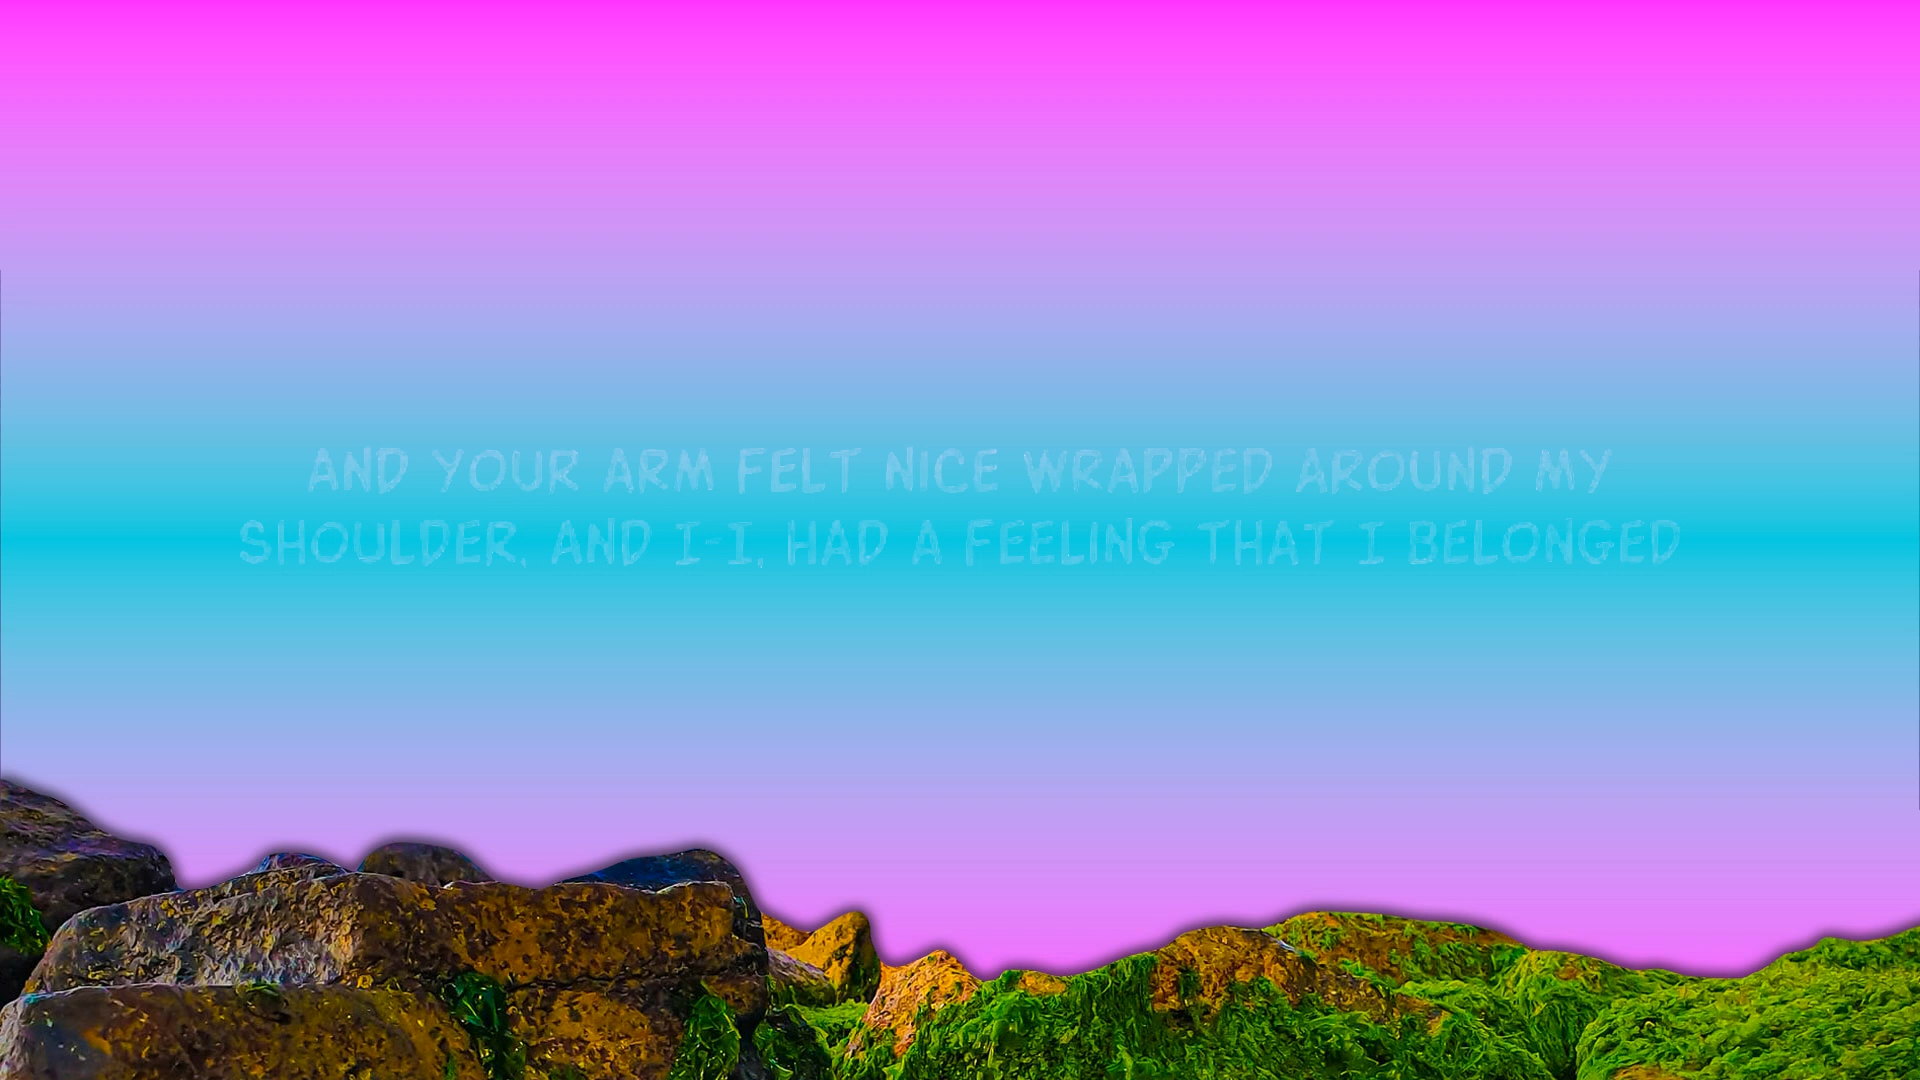 AND YOUR ARM FELT NICE WRAPPED AROUND MY
SHOULDER, AND I-I, HAD A FEELING THAT I BELONGED